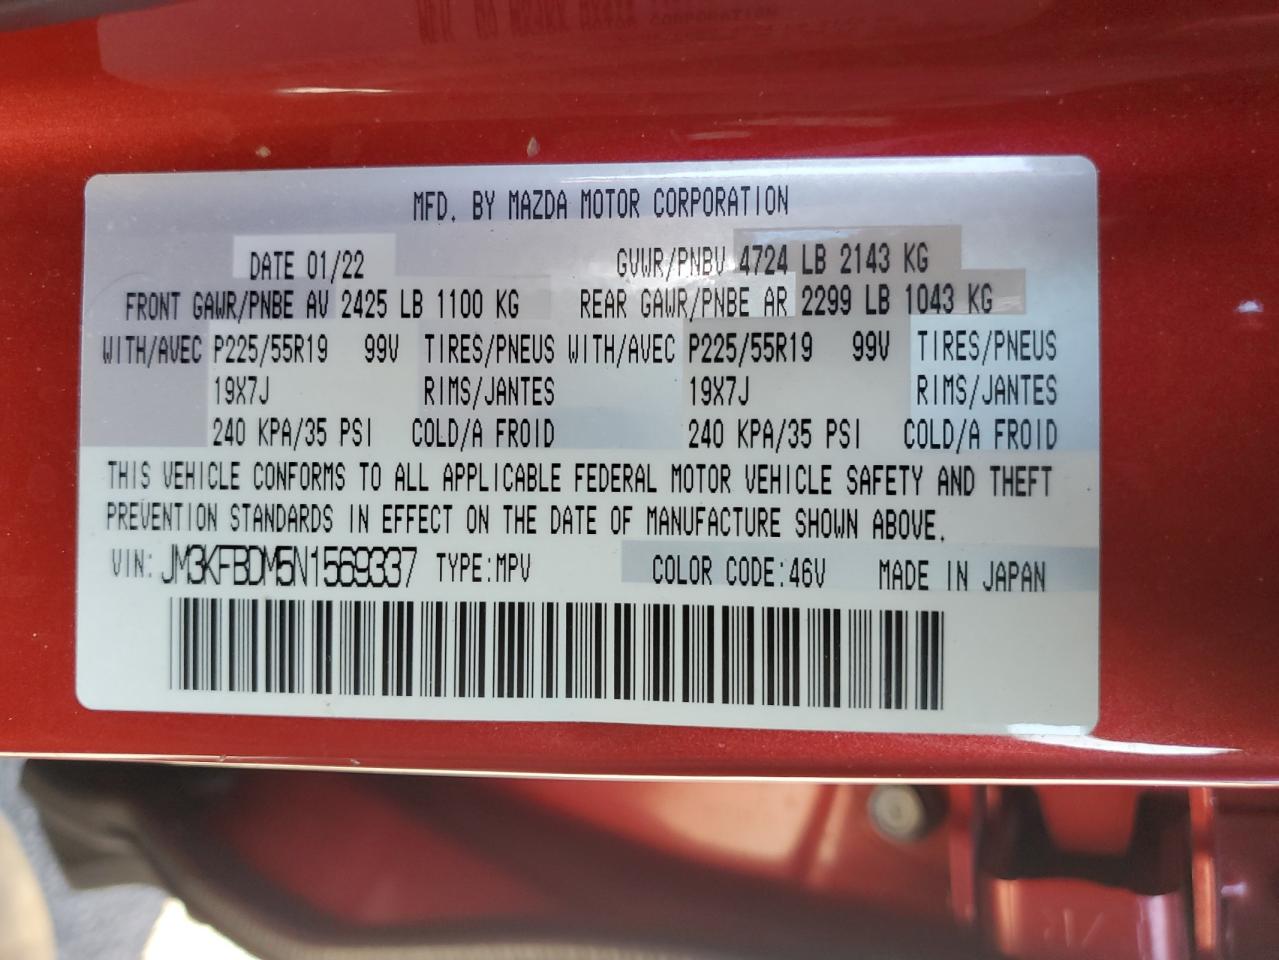 MFD. BY MAZDA MOTOR CORPORATION
DATE 01/22 GVWR/PNBV 4724 LB 2143 KG
FRONT GAWR/PNBE AV 2425 LB 1100 KG REAR GAWR/PNBE AR 2299 LB 1043 KG
WITH/AVEC P225/55R19 99V TIRES/PNEUS WITH/AVEC P225/55R19 99V TIRES/PNEUS
19X7J RIMS/JANTES 19X7J RIMS/JANTES
240 KPA/35 PSI COLD/A FROID 240 KPA/35 PSI COLD/A FROID
THIS VEHICLE CONFORMS TO ALL APPLICABLE FEDERAL MOTOR VEHICLE SAFETY AND THEFT
PREVENTION STANDARDS IN EFFECT ON THE DATE OF MANUFACTURE SHOWN ABOVE.
VIN: JM3KFBDM5N1569337 TYPE:MPV COLOR CODE:46V MADE IN JAPAN